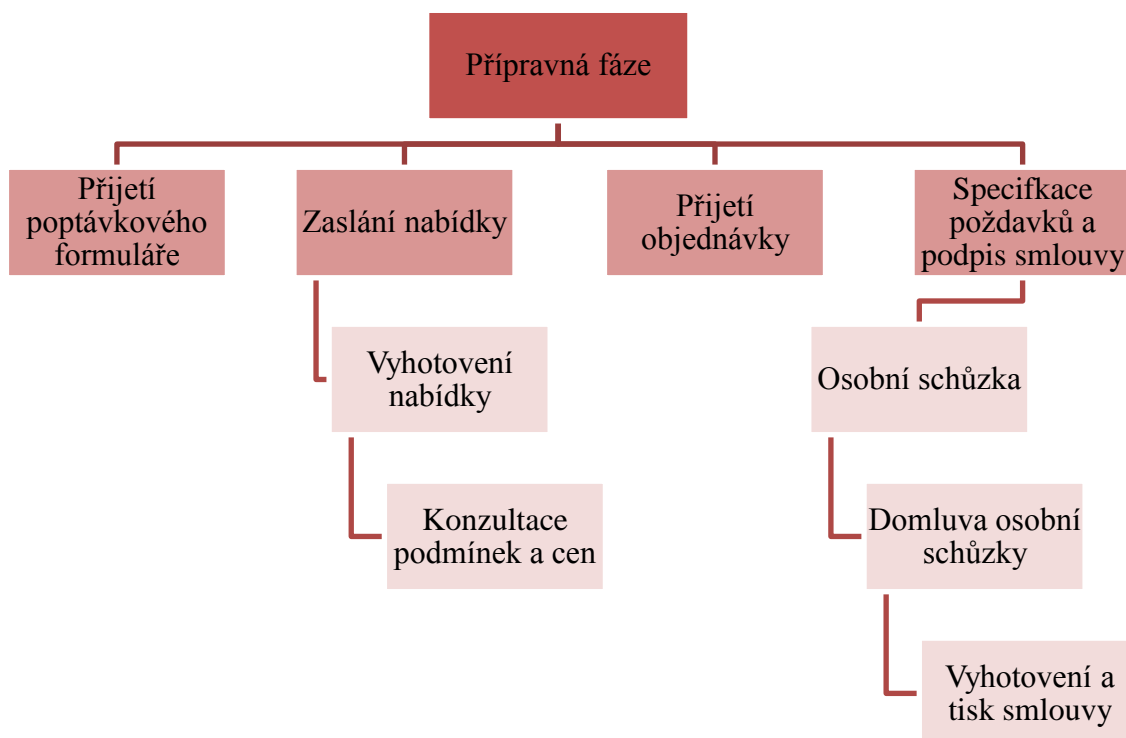 Přípravná fáze
Přijetí
poptávkového
formuláře
Zaslání nabídky
Přijetí
objednávky
Specifkace
poždavků a
podpis smlouvy
Vyhotovení
nabídky
Osobní schůzka
Konzultace
podmínek a cen
Domluva osobní
schůzky
Vyhotovení a
tisk smlouvy